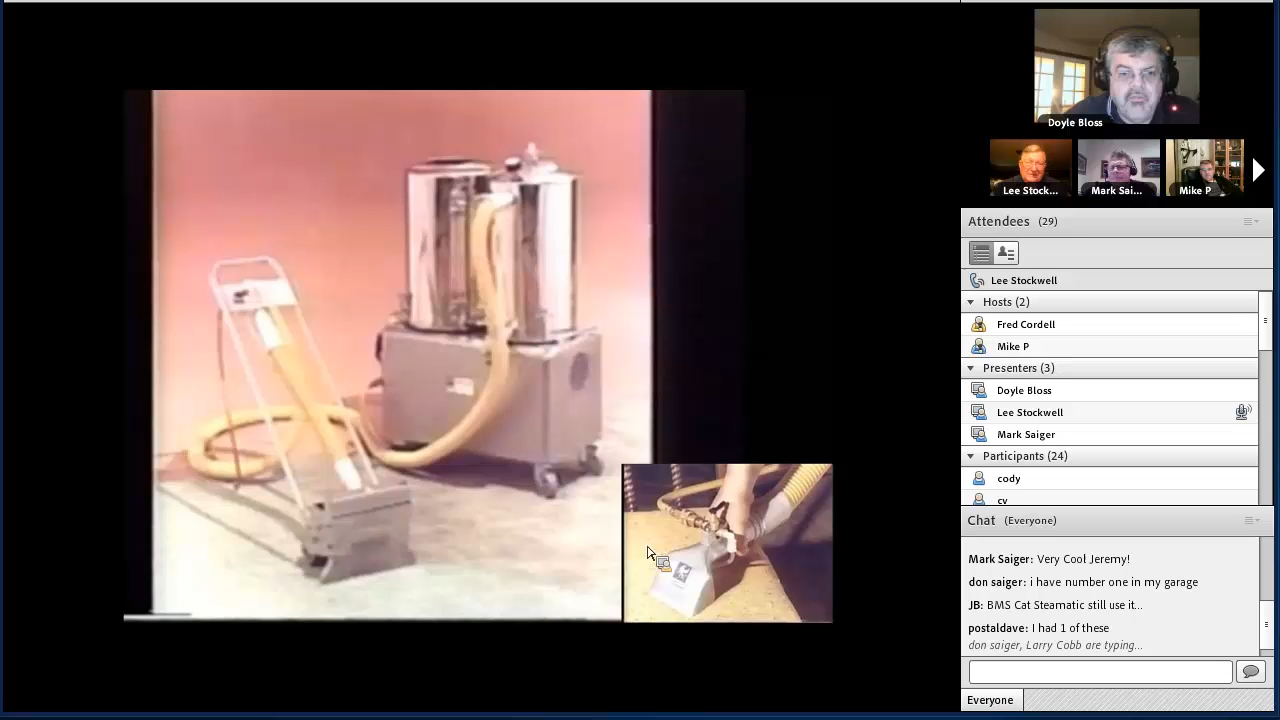 Doyle Bloss
Lee Stock...
Mark Sai...
Mike P
Attendees (29)
Lee Stockwell
Hosts (2)
Fred Cordell
Mike P
Presenters (3)
Doyle Bloss
Lee Stockwell
Mark Saiger
Participants (24)
cody
cv
Chat (Everyone)
Mark Saiger: Very Cool Jeremy!
don saiger: i have number one in my garage
JB: BMS Cat Steamatic still use it...
postaldave: I had 1 of these
don saiger, Larry Cobb are typing...
Everyone